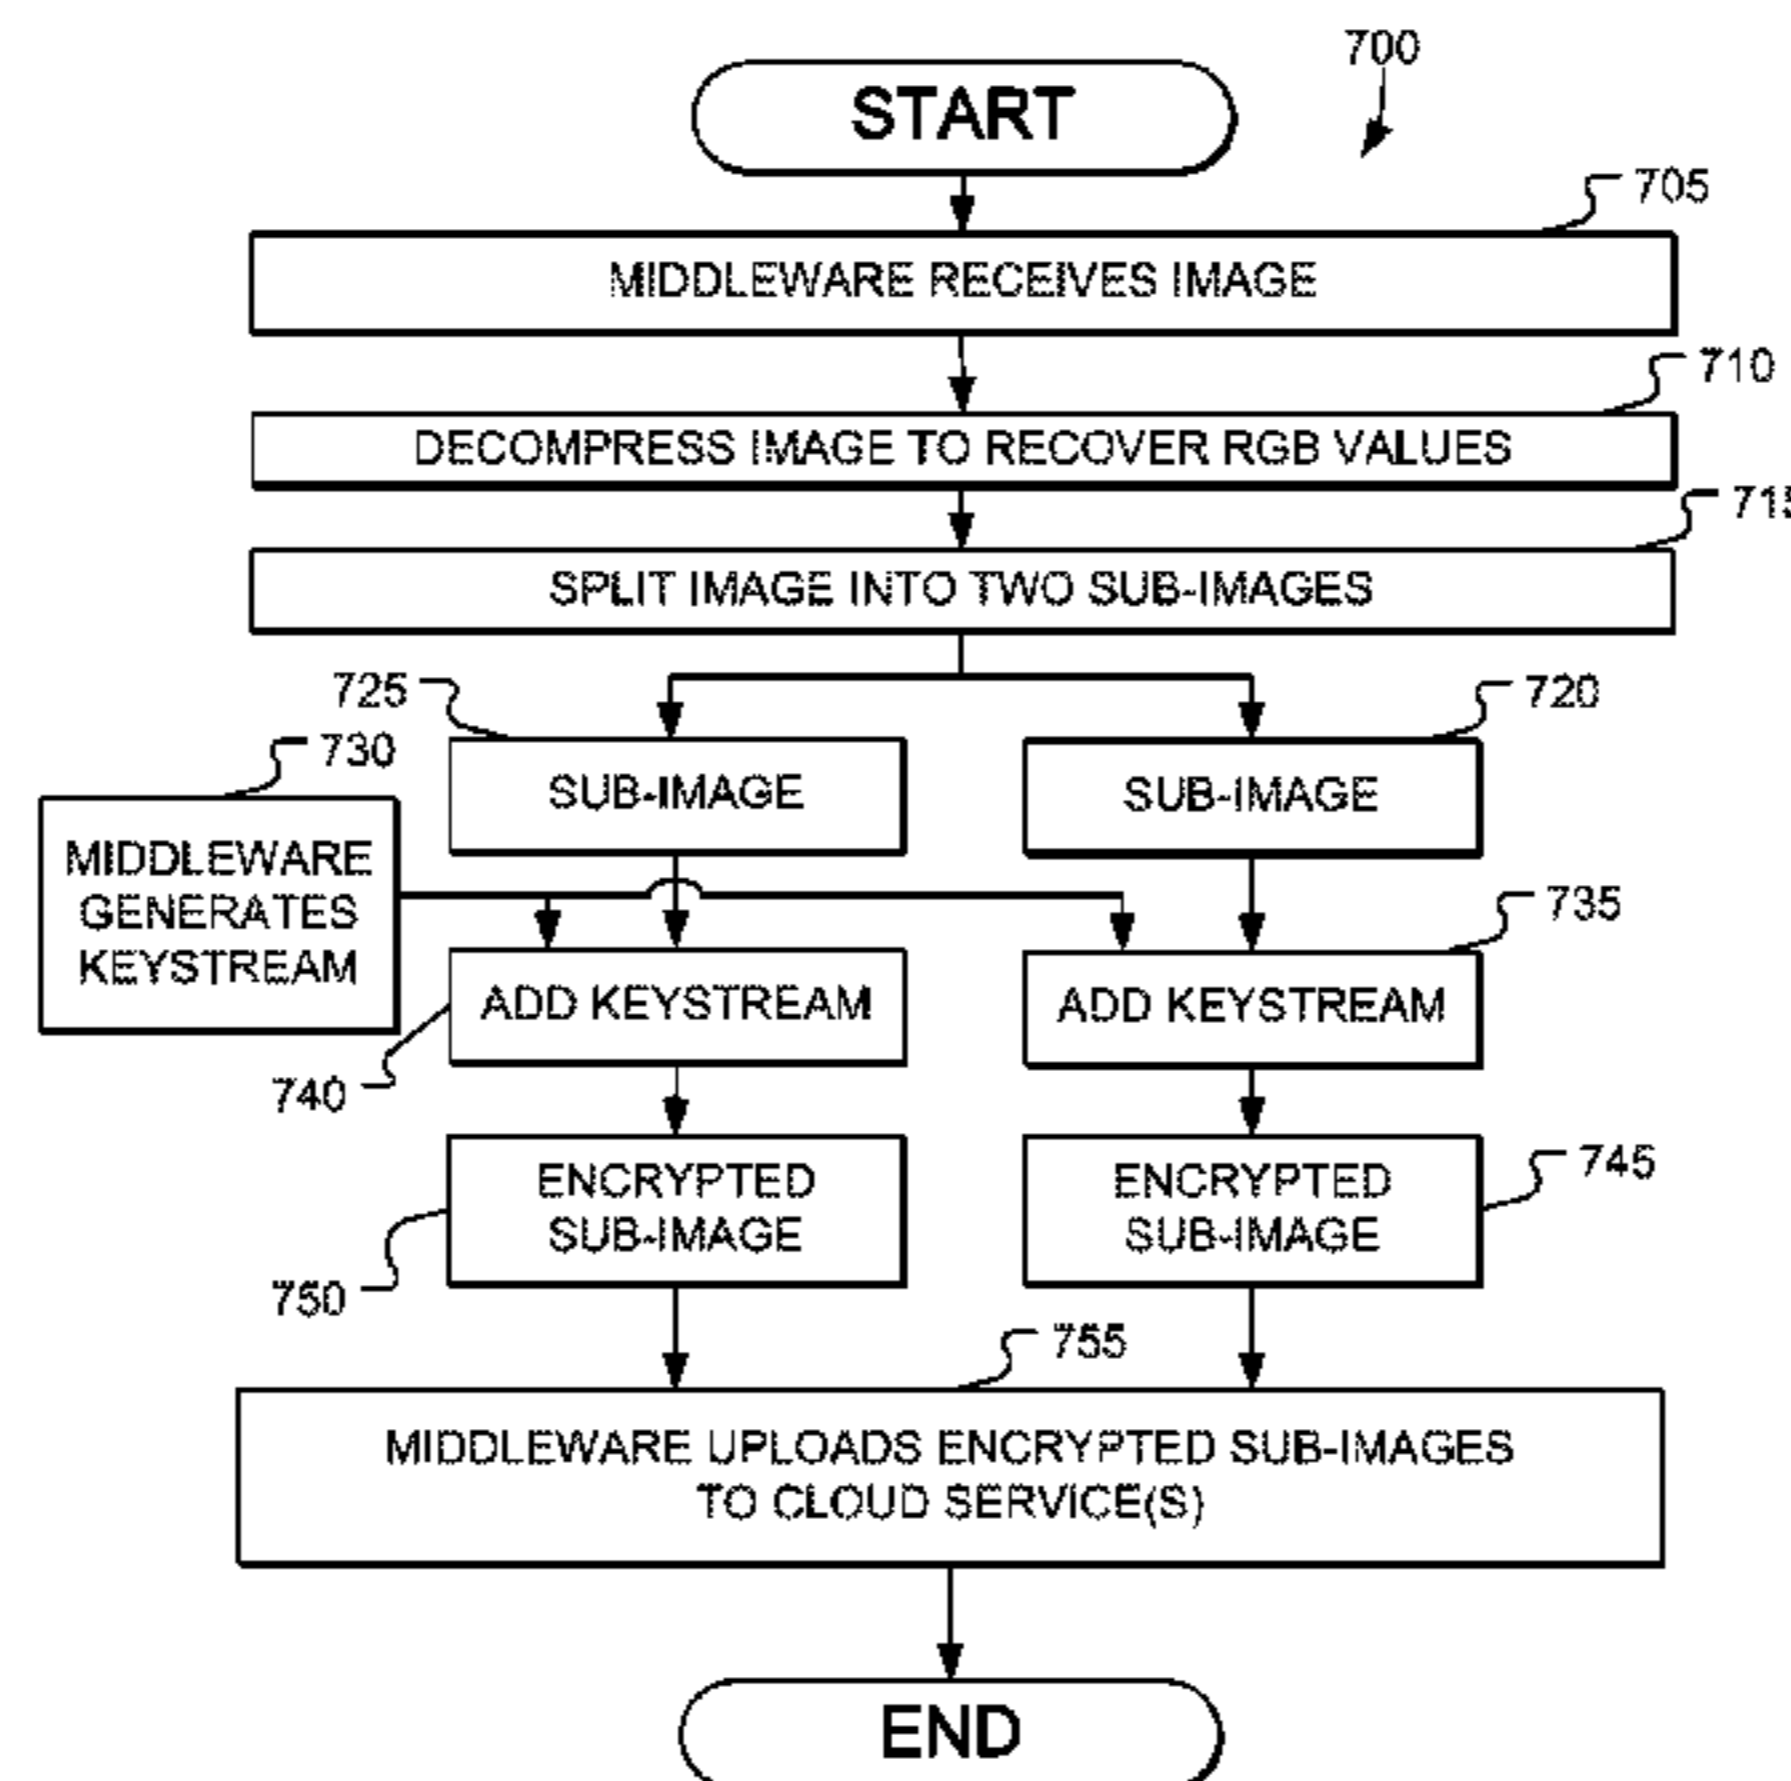 700
START
705
MIDDLEWARE RECEIVES IMAGE
710
DECOMPRESS IMAGE TO RECOVER RGB VALUES
715
SPLIT IMAGE INTO TWO SUB-IMAGES
725
720
730
SUB-IMAGE
SUB-IMAGE
MIDDLEWARE
GENERATES
KEYSTREAM
735
ADD KEYSTREAM
ADD KEYSTREAM
740
ENCRYPTED
SUB-IMAGE
ENCRYPTED
SUB-IMAGE
745
750
755
MIDDLEWARE UPLOADS ENCRYPTED SUB-IMAGES
TO CLOUD SERVICE(S)
END